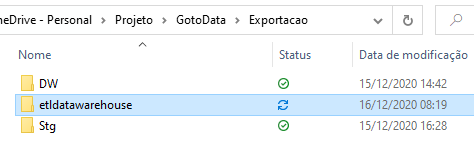 neDrive - Personal > Projeto > GotoData > Exportacao
Nome Status Data de modificação
DW 15/12/2020 14:42
etldatawarehouse 16/12/2020 08:19
Stg 15/12/2020 16:28